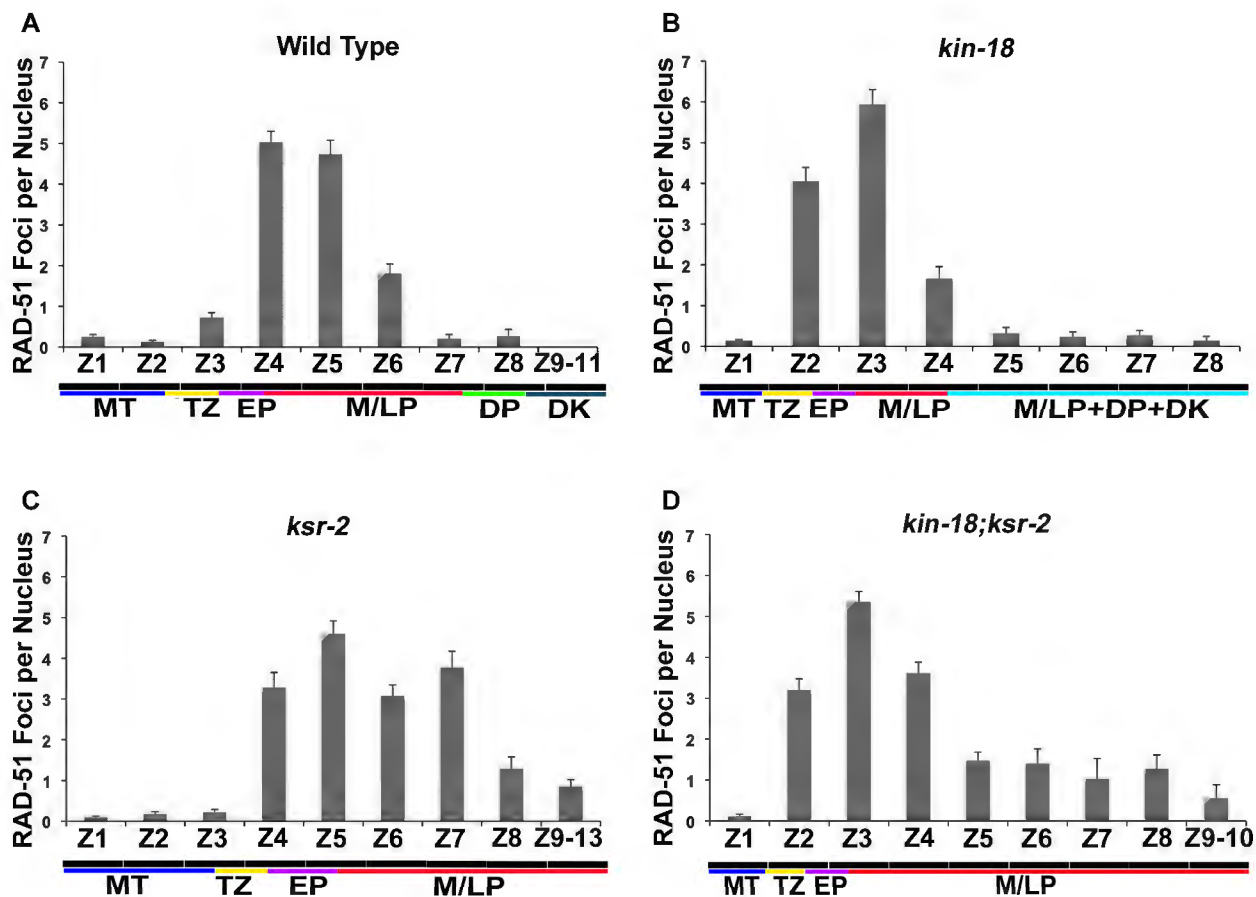 A
Wild Type
RAD-51 Foci per Nucleus
7
6
5
4
3
2
1
0
Z1 Z2 Z3 Z4 Z5 Z6 Z7 Z8 Z9-11
MT TZ EP M/LP DP DK
B
kin-18
RAD-51 Foci per Nucleus
7
6
5
4
3
2
1
0
Z1 Z2 Z3 Z4 Z5 Z6 Z7 Z8
MT TZ EP M/LP M/LP+DP+DK
C
ksr-2
RAD-51 Foci per Nucleus
7
6
5
4
3
2
1
0
Z1 Z2 Z3 Z4 Z5 Z6 Z7 Z8 Z9-13
MT TZ EP M/LP
D
kin-18;ksr-2
RAD-51 Foci per Nucleus
7
6
5
4
3
2
1
0
Z1 Z2 Z3 Z4 Z5 Z6 Z7 Z8 Z9-10
MT TZ EP M/LP